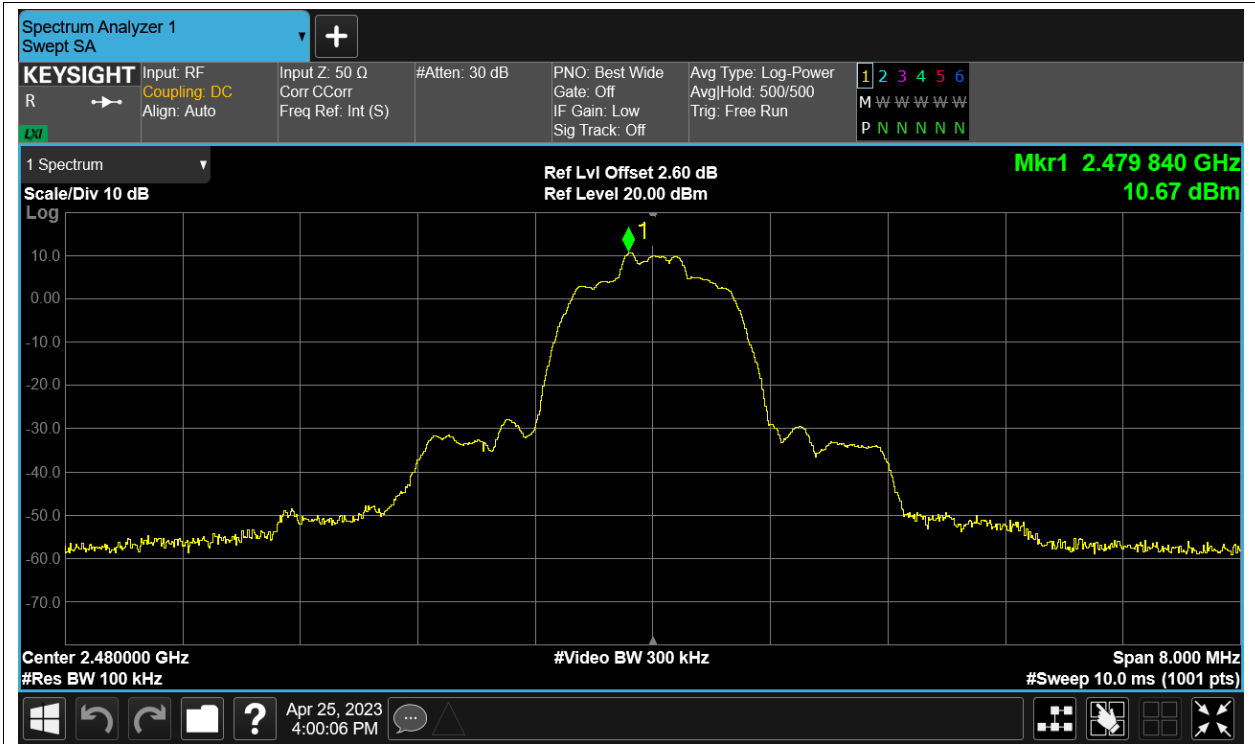 Spectrum Analyzer 1
Swept SA
KEYSIGHT
R
LXI
Input: RF
Coupling: DC
Align: Auto
Input Z: 50 Ω
Corr CCorr
Freq Ref: Int (S)
#Atten: 30 dB
PNO: Best Wide
Gate: Off
IF Gain: Low
Sig Track: Off
Avg Type: Log-Power
Avg|Hold: 500/500
Trig: Free Run
1 2 3 4 5 6
M W W W W W
P N N N N N
1 Spectrum
Scale/Div 10 dB
Ref Lvl Offset 2.60 dB
Ref Level 20.00 dBm
Mkr1 2.479 840 GHz
10.67 dBm
Log
1
10.0
0.00
-10.0
-20.0
-30.0
-40.0
-50.0
-60.0
-70.0
Center 2.480000 GHz
#Res BW 100 kHz
#Video BW 300 kHz
Span 8.000 MHz
#Sweep 10.0 ms (1001 pts)
?
Apr 25, 2023
4:00:06 PM